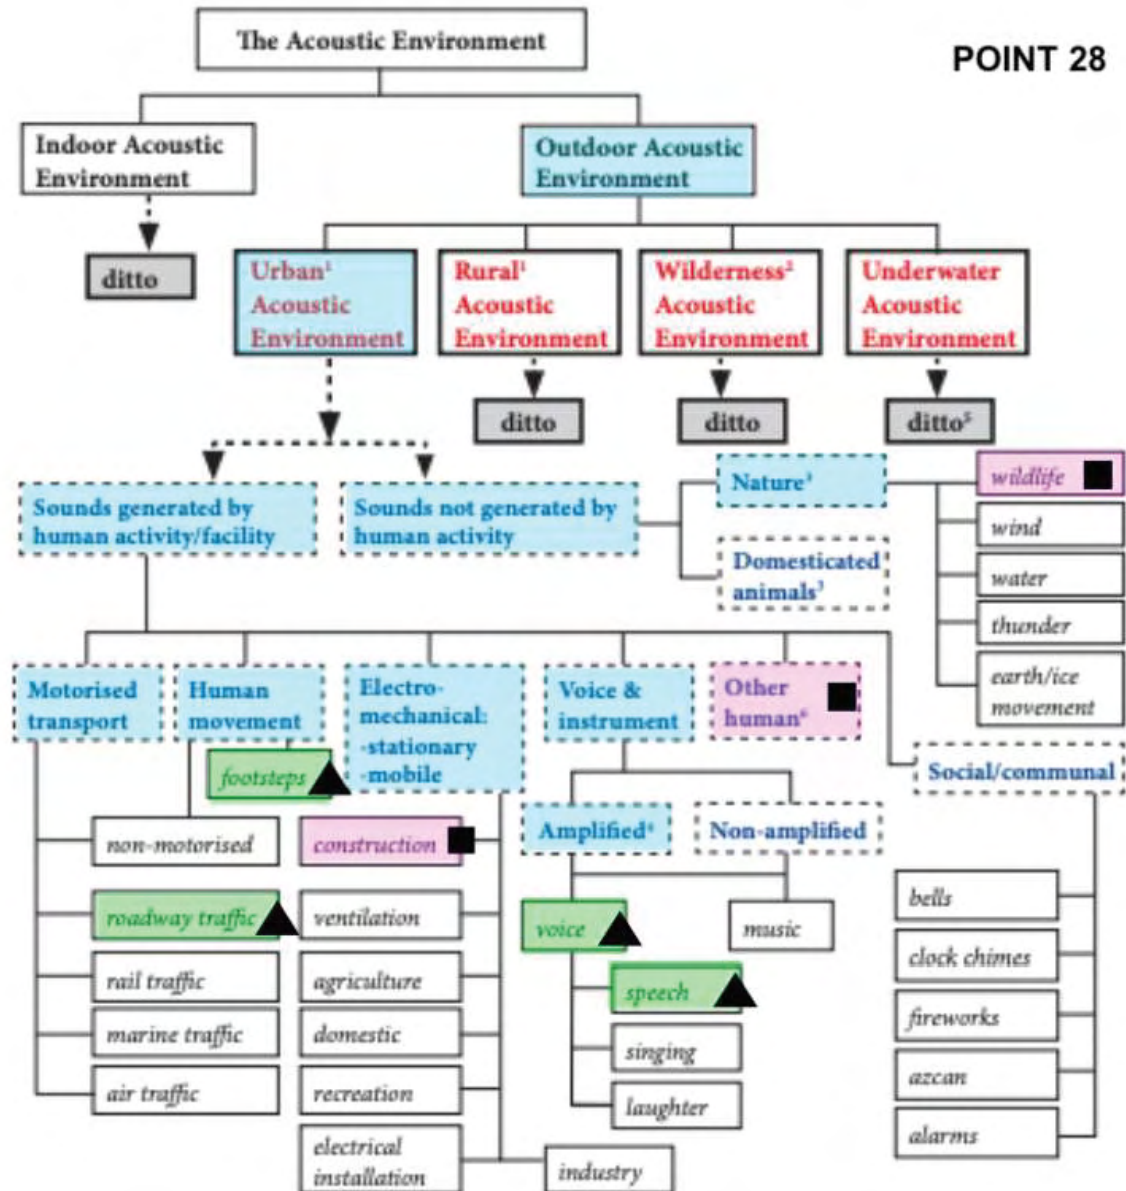 The Acoustic Environment
POINT 28
Indoor Acoustic
Environment
Outdoor Acoustic
Environment
ditto
Urban¹
Acoustic
Environment
Rural¹
Acoustic
Environment
Wilderness²
Acoustic
Environment
Underwater
Acoustic
Environment
ditto
ditto
ditto⁵
Sounds generated by
human activity/facility
Sounds not generated by
human activity
Nature³
Domesticated
animals³
wildlife
wind
water
thunder
earth/ice
movement
Motorised
transport
Human
movement
Electro-
mechanical:
-stationary
-mobile
Voice &
instrument
Other
human⁶
Social/communal
footsteps
non-motorised
roadway traffic
rail traffic
marine traffic
air traffic
construction
ventilation
agriculture
domestic
recreation
electrical
installation
industry
Amplified⁴
Non-amplified
voice
music
speech
singing
laughter
bells
clock chimes
fireworks
azcan
alarms